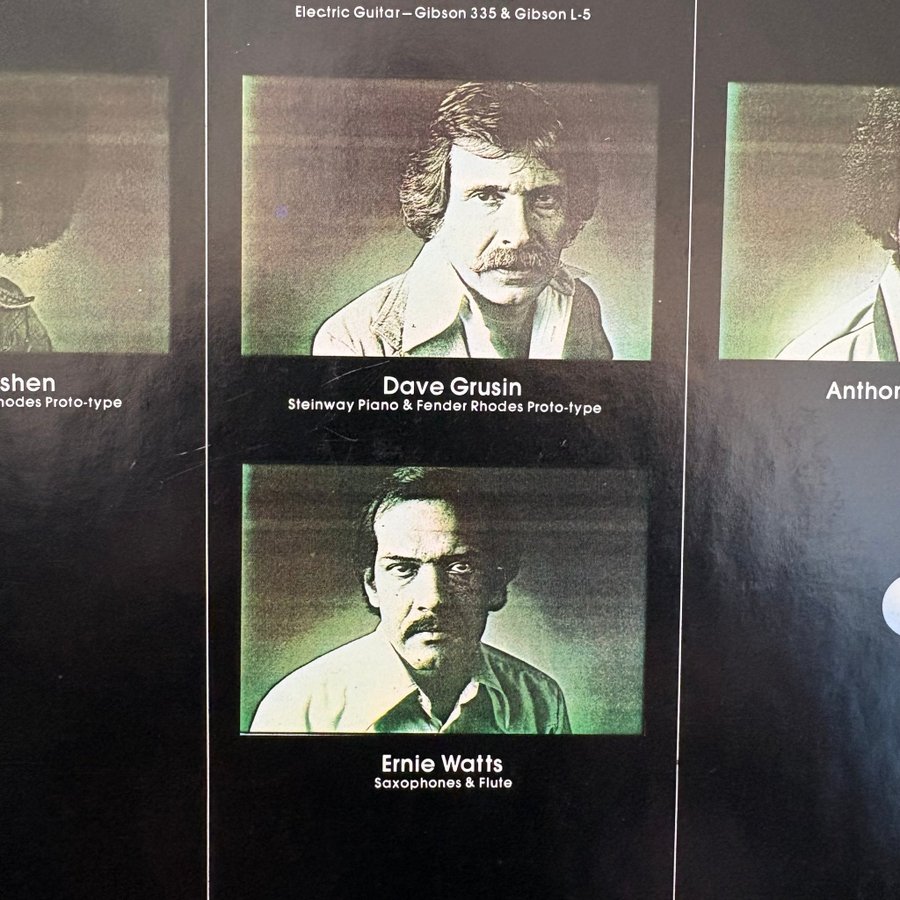 Electric Guitar—Gibson 335 & Gibson L-5
shen
hodes Proto-type
Dave Grusin
Steinway Piano & Fender Rhodes Proto-type
Anthon
Ernie Watts
Saxophones & Flute